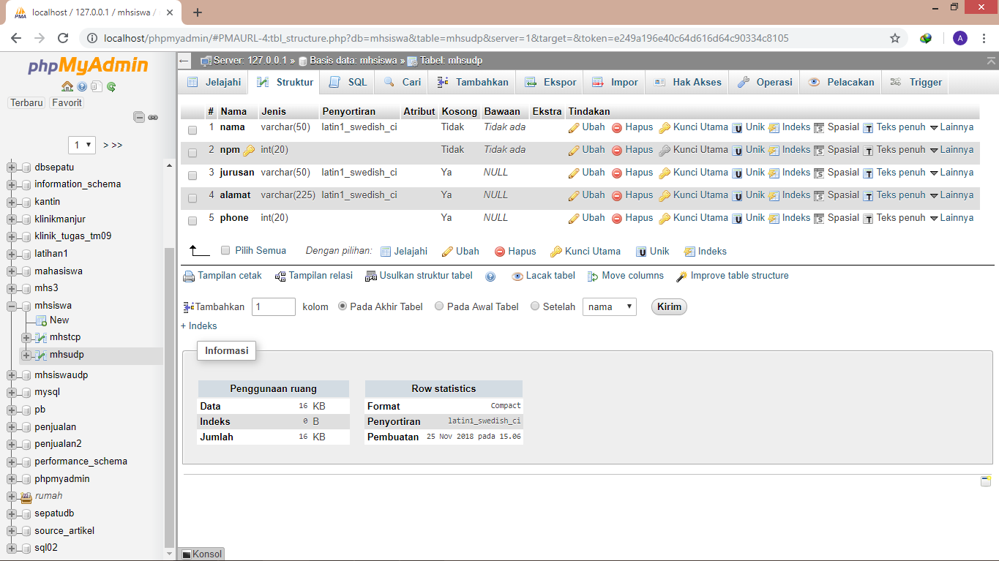 localhost / 127.0.0.1 / mhsiswa /
localhost/phpmyadmin/#PMAURL-4:tbl_structure.php?db=mhsiswa&table=mhsudp&server=1&target=&token=e249a196e40c64d616d64c90334c8105
A
phpMyAdmin
Terbaru Favorit
1 > >>
dbsepatu
information_schema
kantin
klinikmanjur
klinik_tugas_tm09
latihan1
mahasiswa
mhs3
mhsiswa
New
mhstcp
mhsudp
mhsiswaudp
mysql
pb
penjualan
penjualan2
performance_schema
phpmyadmin
rumah
sepatudb
source_artikel
sql02
Server: 127.0.0.1 » Basis data: mhsiswa » Tabel: mhsudp
Jelajahi Struktur SQL Cari Tambahkan Ekspor Impor Hak Akses Operasi Pelacakan Trigger
# Nama Jenis Penyortiran Atribut Kosong Bawaan Ekstra Tindakan
1 nama varchar(50) latin1_swedish_ci Tidak Tidak ada Ubah Hapus Kunci Utama Unik Indeks Spasial Teks penuh Lainnya
2 npm int(20) Tidak Tidak ada Ubah Hapus Kunci Utama Unik Indeks Spasial Teks penuh Lainnya
3 jurusan varchar(50) latin1_swedish_ci Ya NULL Ubah Hapus Kunci Utama Unik Indeks Spasial Teks penuh Lainnya
4 alamat varchar(225) latin1_swedish_ci Ya NULL Ubah Hapus Kunci Utama Unik Indeks Spasial Teks penuh Lainnya
5 phone int(20) Ya NULL Ubah Hapus Kunci Utama Unik Indeks Spasial Teks penuh Lainnya
Pilih Semua Dengan pilihan: Jelajahi Ubah Hapus Kunci Utama Unik Indeks
Tampilan cetak Tampilan relasi Usulkan struktur tabel Lacak tabel Move columns Improve table structure
Tambahkan 1 kolom Pada Akhir Tabel Pada Awal Tabel Setelah nama Kirim
+ Indeks
Informasi
Penggunaan ruang
Data 16 KB
Indeks 0 B
Jumlah 16 KB
Row statistics
Format Compact
Penyortiran latin1_swedish_ci
Pembuatan 25 Nov 2018 pada 15.06
Konsol